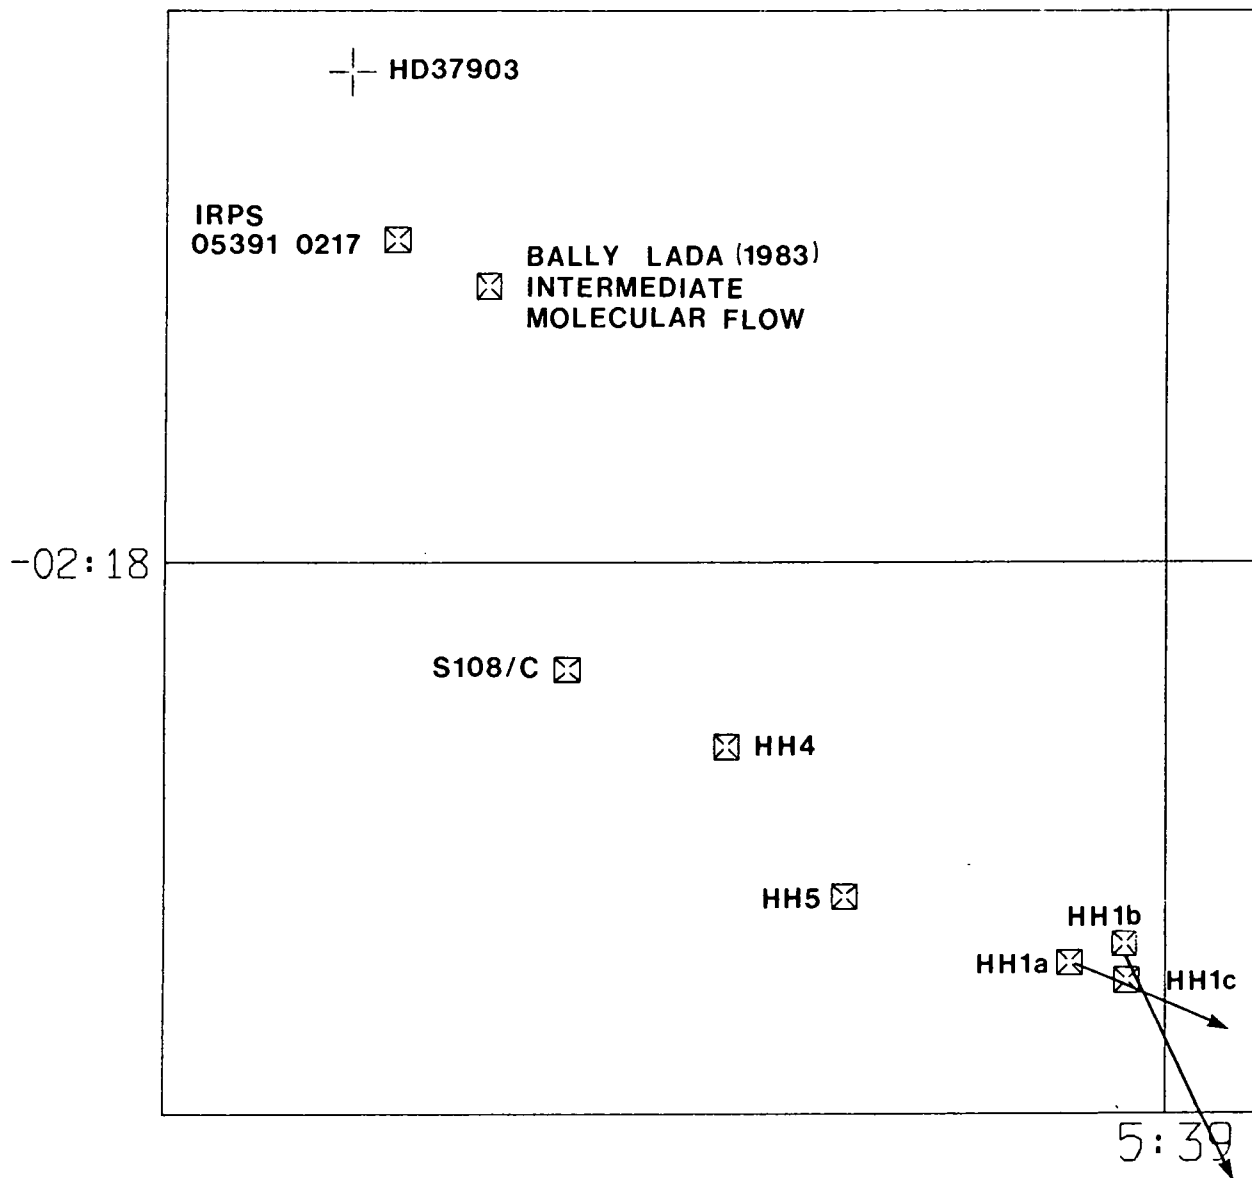 HD37903
IRPS
05391 0217
BALLY LADA (1983)
INTERMEDIATE
MOLECULAR FLOW
-02:18
S108/C
HH4
HH5
HH1b
HH1a
HH1c
5:39